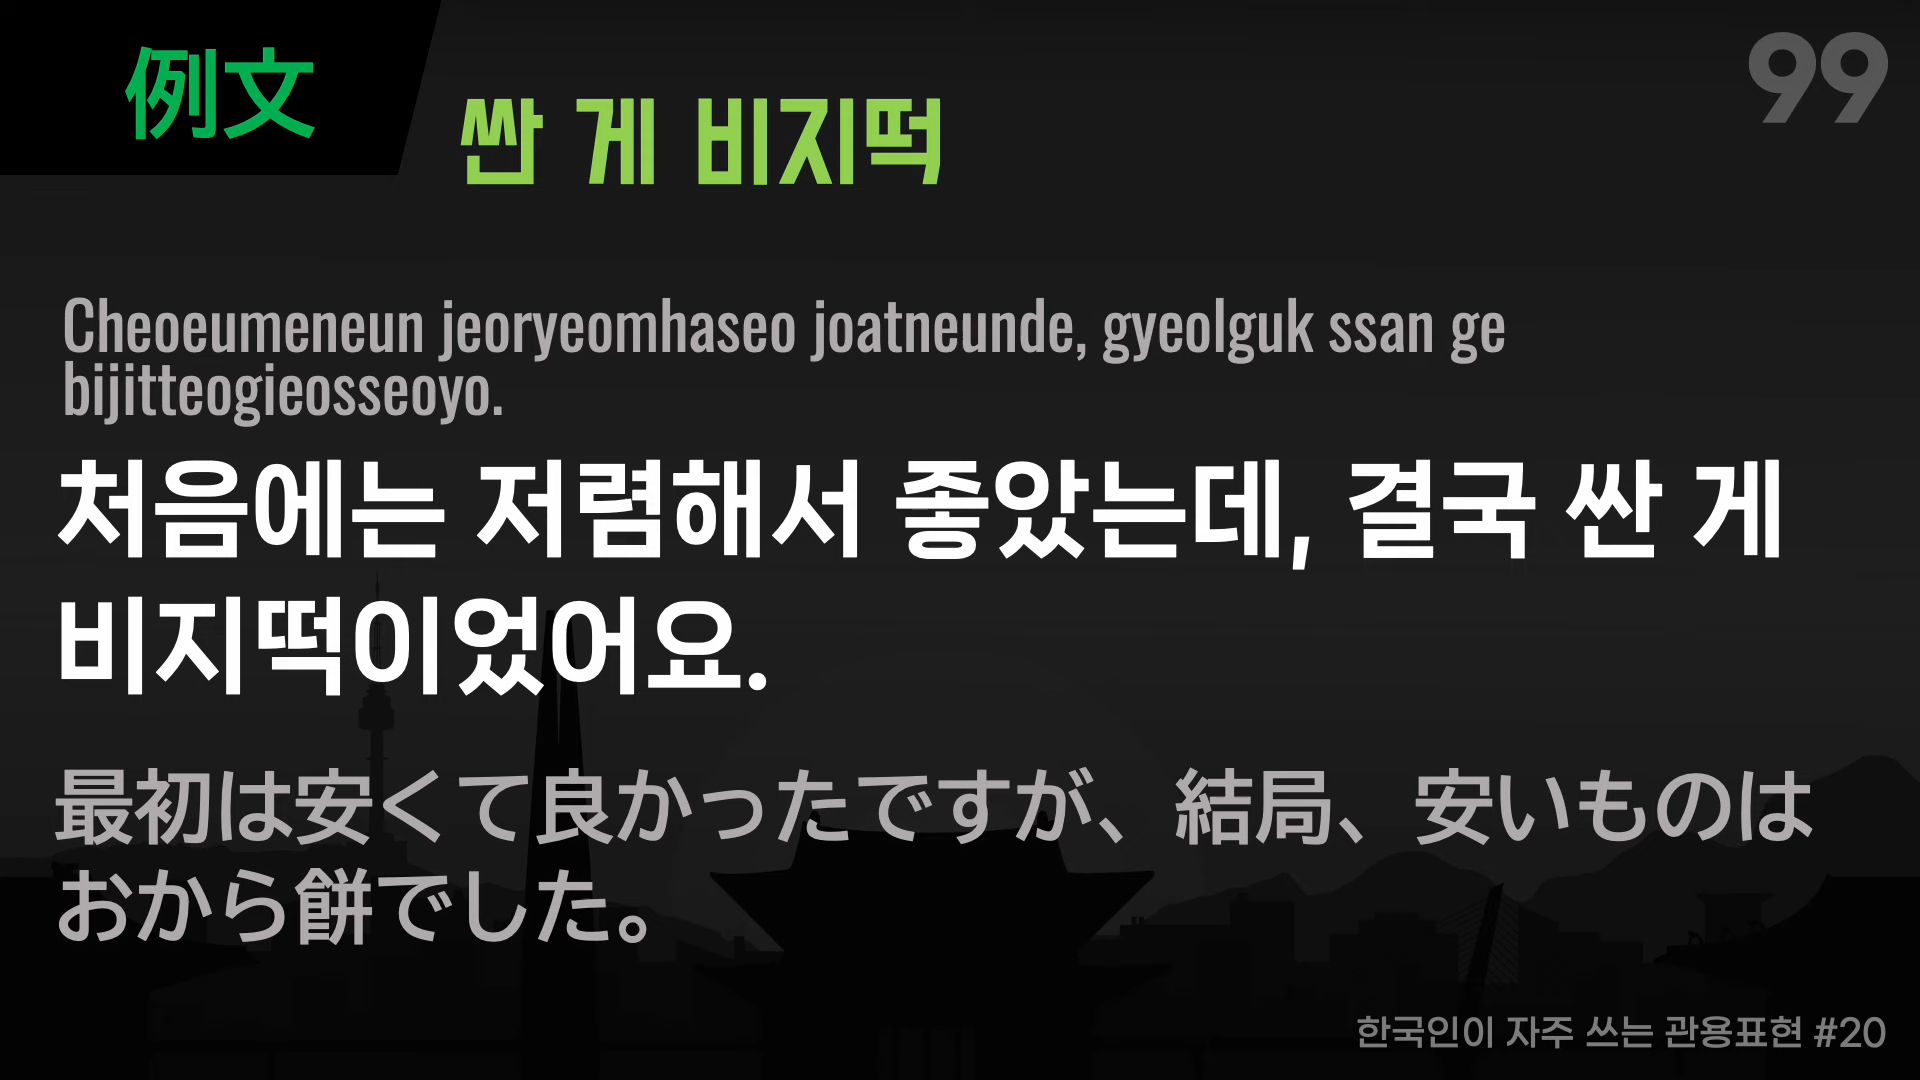 例文
싼 게 비지떡
99
Cheoeumeneun jeoryeomhaseo joatneunde, gyeolguk ssan ge
bijitteogieosseoyo.
처음에는 저렴해서 좋았는데, 결국 싼 게
비지떡이었어요.
最初は安くて良かったですが、結局、安いものは
おから餅でした。
한국인이 자주 쓰는 관용표현 #20